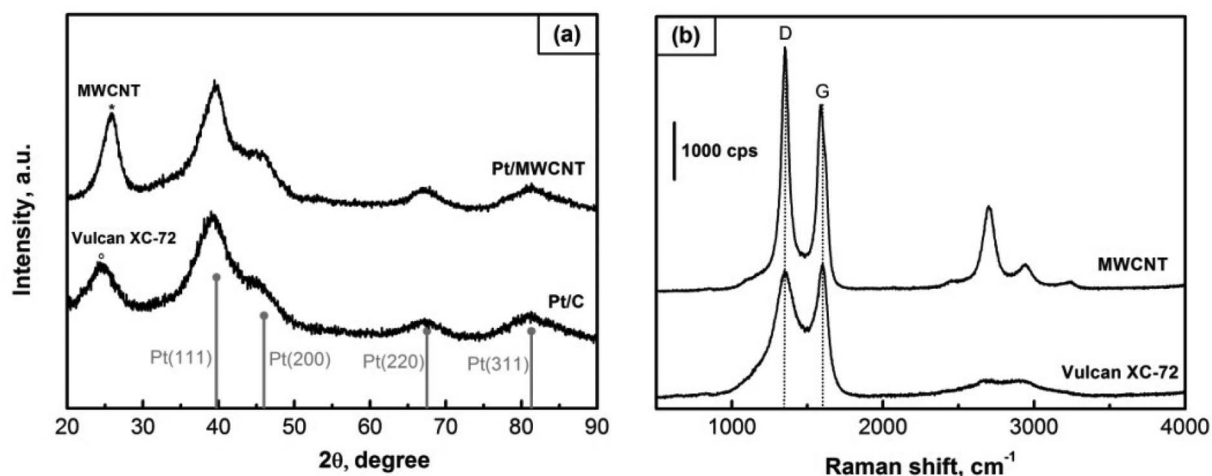 (a)
MWCNT
*
Pt/MWCNT
Vulcan XC-72
Pt/C
Pt(111)
Pt(200)
Pt(220)
Pt(311)
Intensity, a.u.
20 30 40 50 60 70 80 90
2θ, degree
(b)
D
G
1000 cps
MWCNT
Vulcan XC-72
1000 2000 3000 4000
Raman shift, cm⁻¹